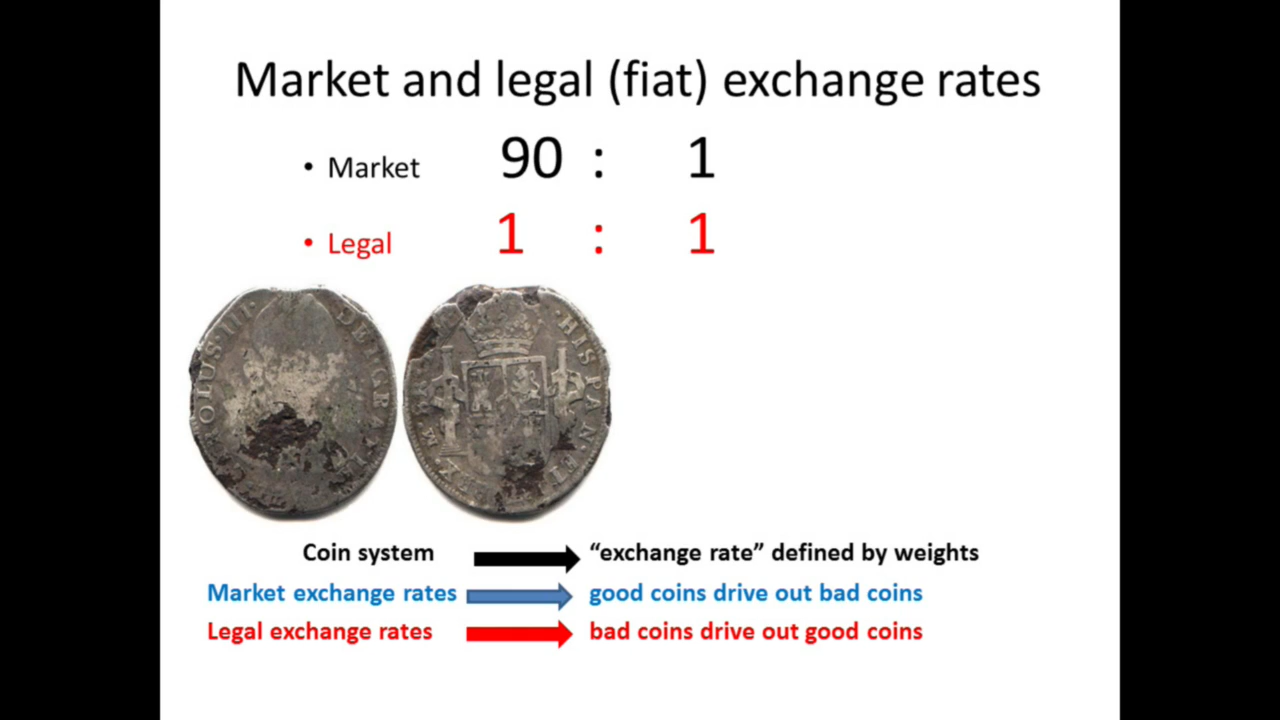 Market and legal (fiat) exchange rates
• Market 90 : 1
• Legal 1 : 1
HISPAN
Coin system “exchange rate” defined by weights
Market exchange rates good coins drive out bad coins
Legal exchange rates bad coins drive out good coins